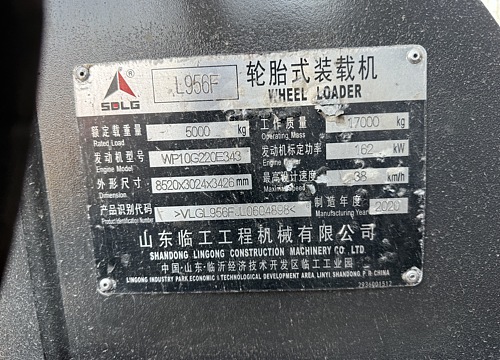 SDLG ®
L956F
轮胎式装载机
WHEEL LOADER
额定载重量 5000 kg
Rated Load
工作质量 17000 kg
Operating Mass
发动机型号 WP10G220E343
Engine Model
发动机标定功率 162 kW
Engine Power
外形尺寸 8520x3024x3426 mm
Dimension
最高设计速度 38 km/h
Maximum Speed
产品识别代码
Product Identification Number
制造年度 2020
Manufacturing Year
山东临工工程机械有限公司
SHANDONG LINGONG CONSTRUCTION MACHINERY CO., LTD
中国·山东·临沂经济技术开发区临工工业园
LINGONG INDUSTRY PARK ECONOMIC & TECHNOLOGICAL DEVELOPMENT AREA LINYI SHANDONG P R CHINA
2936001512